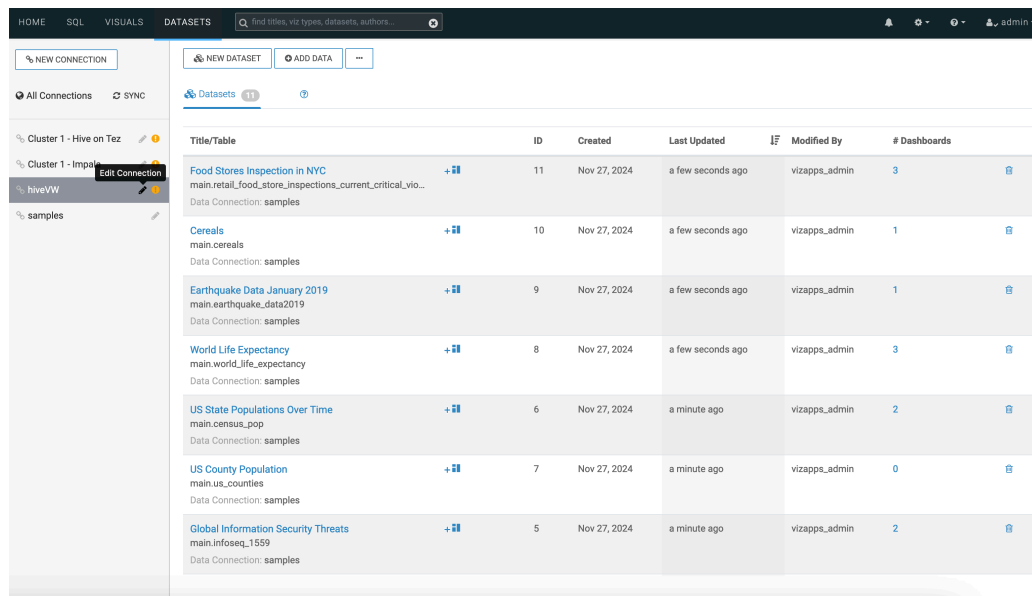 HOME SQL VISUALS DATASETS find titles, viz types, datasets, authors... admin
NEW CONNECTION
NEW DATASET ADD DATA ...
All Connections SYNC
Datasets 11
Cluster 1 - Hive on Tez
Cluster 1 - Impala
Edit Connection
hiveVW
samples
Title/Table ID Created Last Updated Modified By # Dashboards
Food Stores Inspection in NYC 11 Nov 27, 2024 a few seconds ago vizapps_admin 3
main.retail_food_store_inspections_current_critical_vio...
Data Connection: samples
Cereals 10 Nov 27, 2024 a few seconds ago vizapps_admin 1
main.cereals
Data Connection: samples
Earthquake Data January 2019 9 Nov 27, 2024 a few seconds ago vizapps_admin 1
main.earthquake_data2019
Data Connection: samples
World Life Expectancy 8 Nov 27, 2024 a few seconds ago vizapps_admin 3
main.world_life_expectancy
Data Connection: samples
US State Populations Over Time 6 Nov 27, 2024 a minute ago vizapps_admin 2
main.census_pop
Data Connection: samples
US County Population 7 Nov 27, 2024 a minute ago vizapps_admin 0
main.us_counties
Data Connection: samples
Global Information Security Threats 5 Nov 27, 2024 a minute ago vizapps_admin 2
main.infoseq_1559
Data Connection: samples